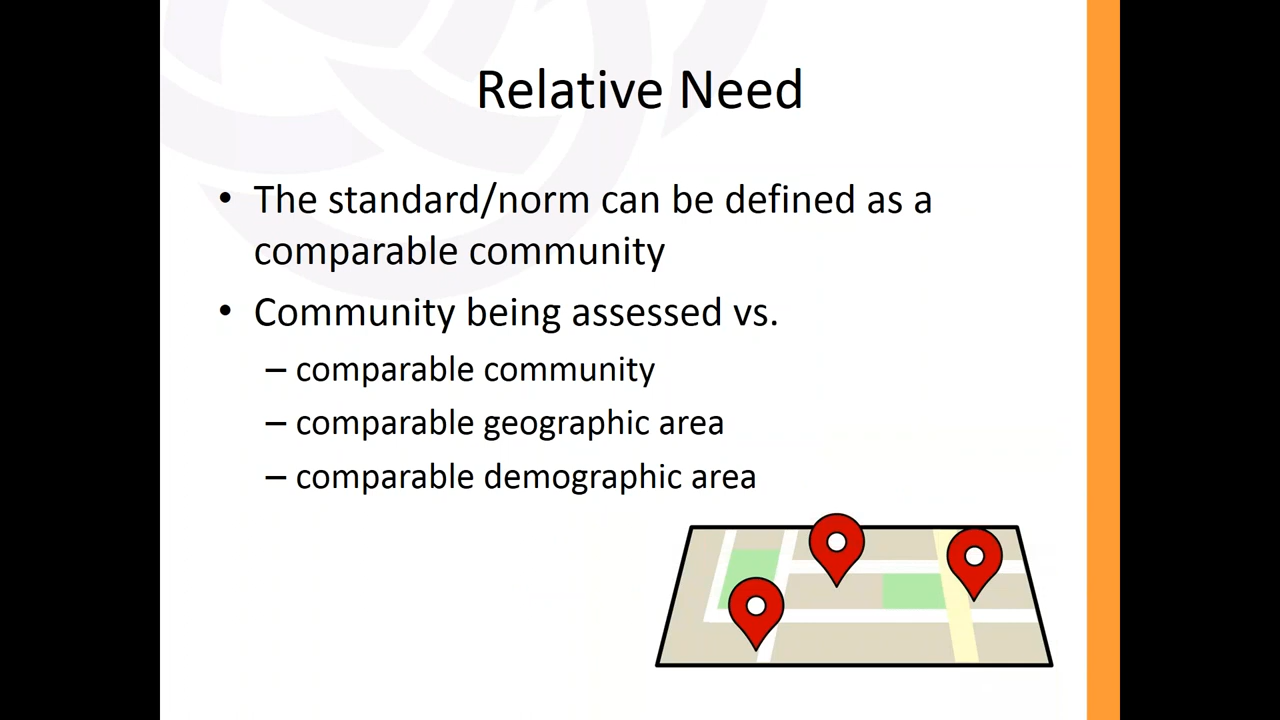 Relative Need
• The standard/norm can be defined as a
comparable community
• Community being assessed vs.
– comparable community
– comparable geographic area
– comparable demographic area